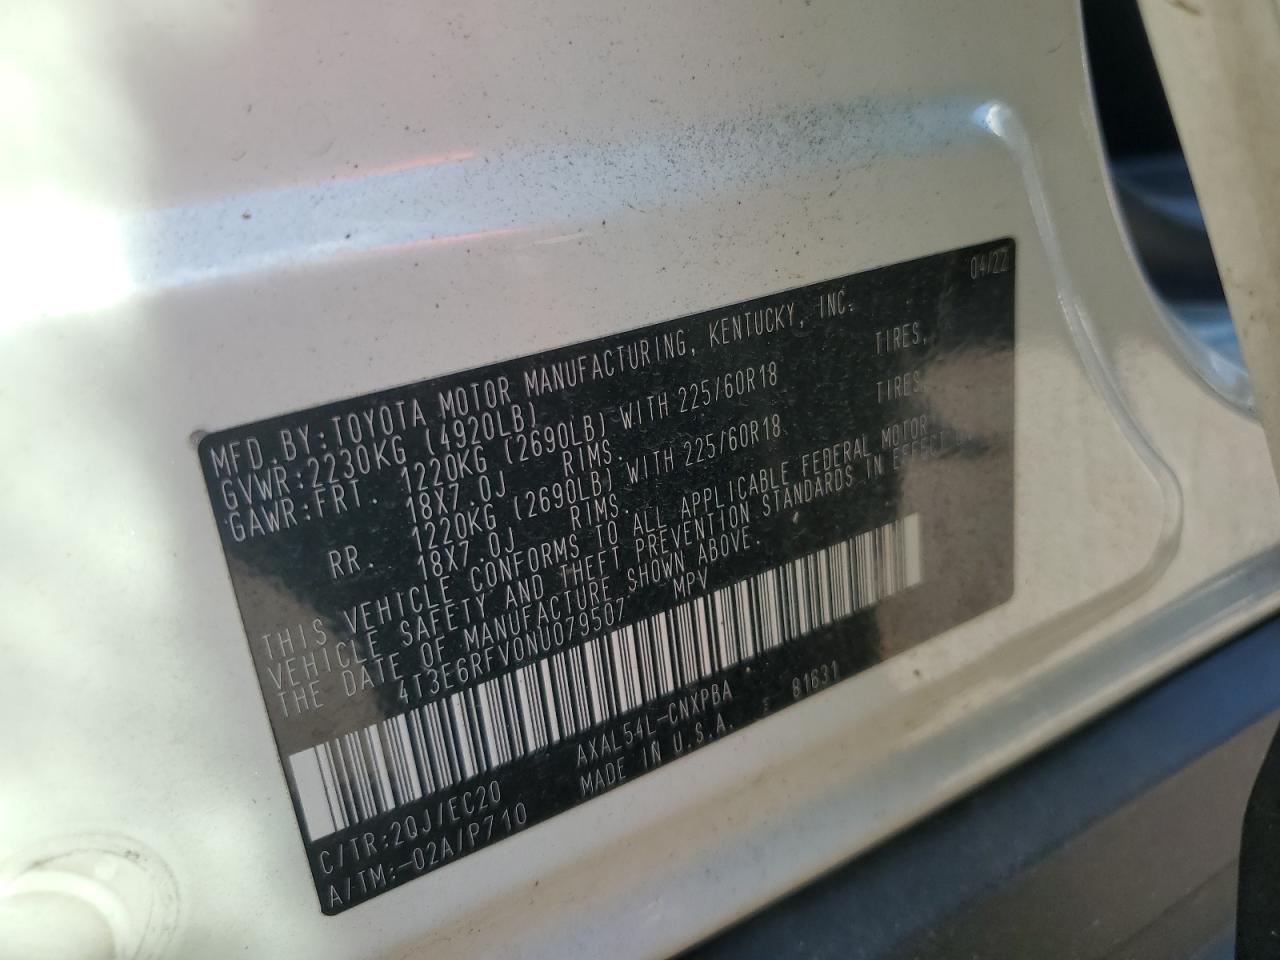 04/22
MFD.BY:TOYOTA MOTOR MANUFACTURING, KENTUCKY, INC.
GVWR:2230KG (4920LB)
GAWR:FRT. 1220KG (2690LB) WITH 225/60R18 TIRES,
18X7.0J RIMS.
RR. 1220KG (2690LB) WITH 225/60R18 TIRES,
18X7.0J RIMS.
THIS VEHICLE CONFORMS TO ALL APPLICABLE FEDERAL MOTOR
VEHICLE SAFETY AND THEFT PREVENTION STANDARDS IN EFFECT
THE DATE OF MANUFACTURE SHOWN ABOVE.
4T3E6RFV0NU079507 MPV
C/TR:2QJ/EC20 AXAL54L-CNXPBA 81631
A/TM:-02A/P710 MADE IN U.S.A.